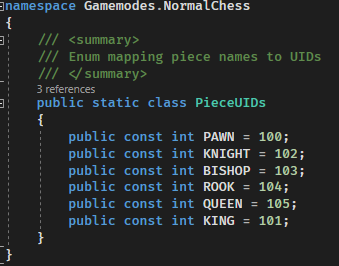 namespace Gamemodes.NormalChess
{
/// <summary>
/// Enum mapping piece names to UIDs
/// </summary>
3 references
public static class PieceUIDs
{
public const int PAWN = 100;
public const int KNIGHT = 102;
public const int BISHOP = 103;
public const int ROOK = 104;
public const int QUEEN = 105;
public const int KING = 101;
}
}